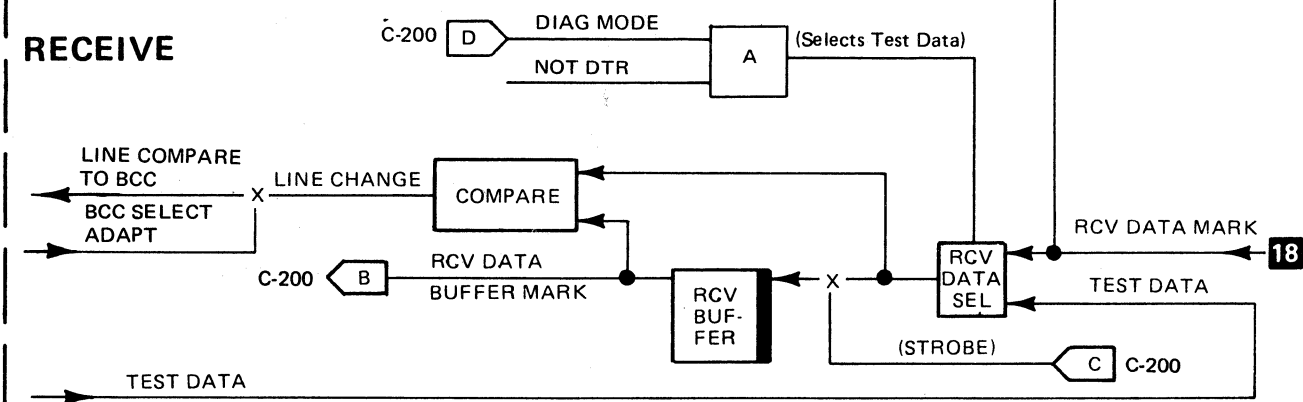 RECEIVE
C-200
D
DIAG MODE
NOT DTR
A
(Selects Test Data)
LINE COMPARE
TO BCC
X
LINE CHANGE
COMPARE
BCC SELECT
ADAPT
C-200
B
RCV DATA
BUFFER MARK
RCV
BUF-
FER
X
RCV
DATA
SEL
RCV DATA MARK
18
TEST DATA
(STROBE)
C
C-200
TEST DATA